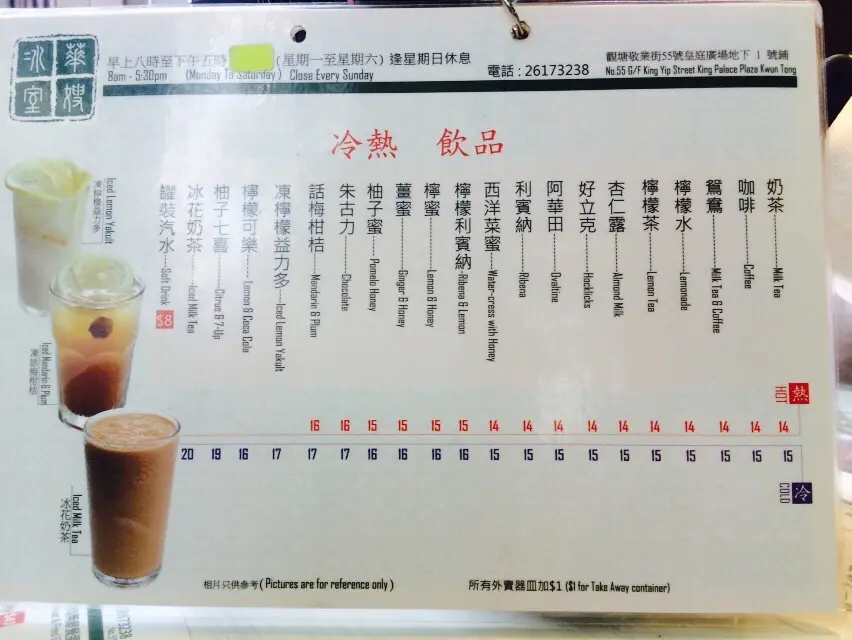 華嫂冰室
早上八時至下午五時 (星期一至星期六) 逢星期日休息
8am - 5:30pm (Monday To Saturday) Close Every Sunday
電話 : 26173238
觀塘敬業街55號皇庭廣場地下 1 號鋪
No.55 G/F King Yip Street King Palace Plaza Kwun Tong
冷熱 飲品
熱 HOT
冷 COLD
奶茶 Milk Tea 14 15
咖啡 Coffee 14 15
鴛鴦 Milk Tea & Coffee 14 15
檸檬水 Lemonade 14 15
檸檬茶 Lemon Tea 14 15
杏仁露 Almond Milk 14 15
好立克 Hocklicks 14 15
阿華田 Ovaltine 14 15
利賓納 Ribena 14 15
西洋菜蜜 Water-cress with Honey 14 15
檸檬利賓納 Ribena & Lemon 15 16
檸蜜 Lemon & Honey 15 16
薑蜜 Ginger & Honey 15 16
柚子蜜 Pomelo Honey 15 16
朱古力 Chocolate 16 17
話梅柑桔 Mandarin & Plum 16 17
凍檸檬益力多 Iced Lemon Yakult 17
檸檬可樂 Lemon & Coca Cola 16
柚子七喜 Citrus & 7-Up 19
冰花奶茶 Iced Milk Tea 20
罐裝汽水 Soft Drink $8
Iced Lemon Yakult
凍檸檬益力多
Iced Mandarin & Plum
凍話梅柑桔
Iced Milk Tea
冰花奶茶
相片只供參考 ( Pictures are for reference only )
所有外賣器皿加$1 ($1 for Take Away container)
26173238